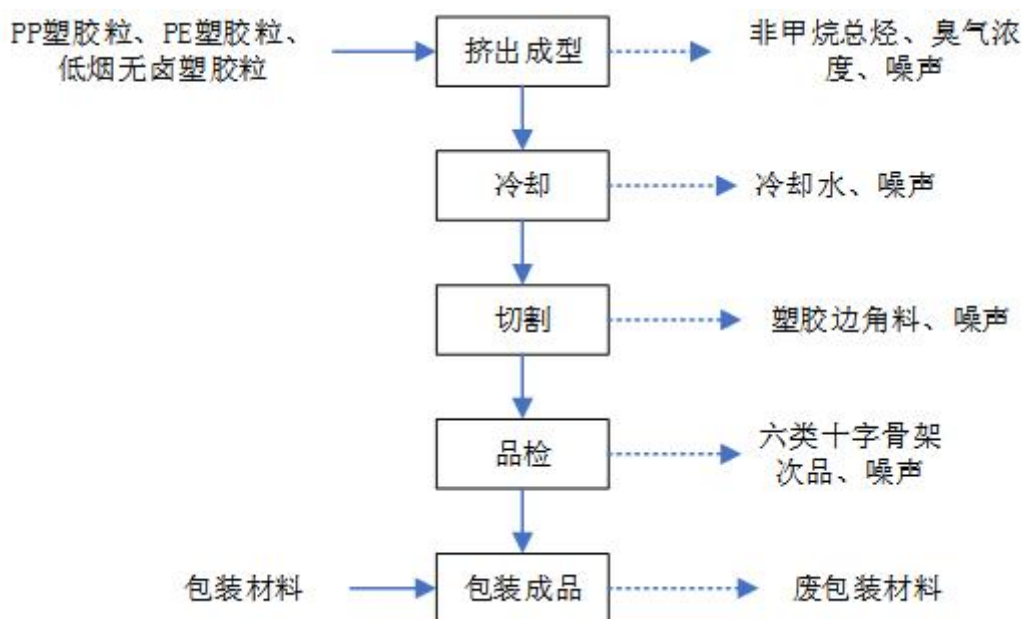 PP塑胶粒、PE塑胶粒、
低烟无卤塑胶粒
挤出成型
非甲烷总烃、臭气浓
度、噪声
冷却
冷却水、噪声
切割
塑胶边角料、噪声
品检
六类十字骨架
次品、噪声
包装材料
包装成品
废包装材料